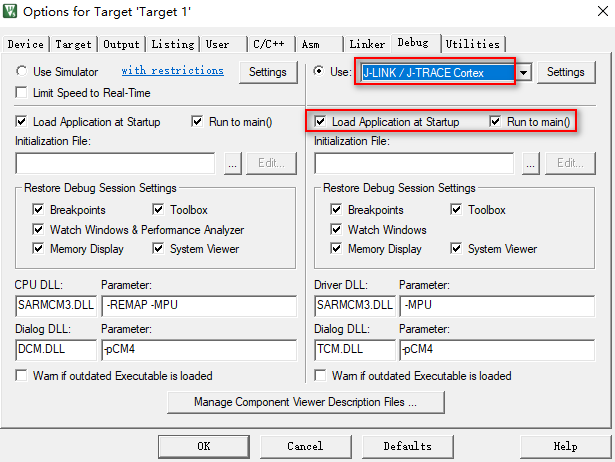 Options for Target 'Target 1'
Device Target Output Listing User C/C++ Asm Linker Debug Utilities
Use Simulator with restrictions Settings Use: J-LINK / J-TRACE Cortex Settings
Limit Speed to Real-Time
Load Application at Startup Run to main() Load Application at Startup Run to main()
Initialization File: Initialization File:
... Edit... ... Edit...
Restore Debug Session Settings Restore Debug Session Settings
Breakpoints Toolbox Breakpoints Toolbox
Watch Windows & Performance Analyzer Watch Windows
Memory Display System Viewer Memory Display System Viewer
CPU DLL: Parameter: Driver DLL: Parameter:
SARMCM3.DLL -REMAP -MPU SARMCM3.DLL -MPU
Dialog DLL: Parameter: Dialog DLL: Parameter:
DCM.DLL -pCM4 TCM.DLL -pCM4
Warn if outdated Executable is loaded Warn if outdated Executable is loaded
Manage Component Viewer Description Files ...
OK Cancel Defaults Help